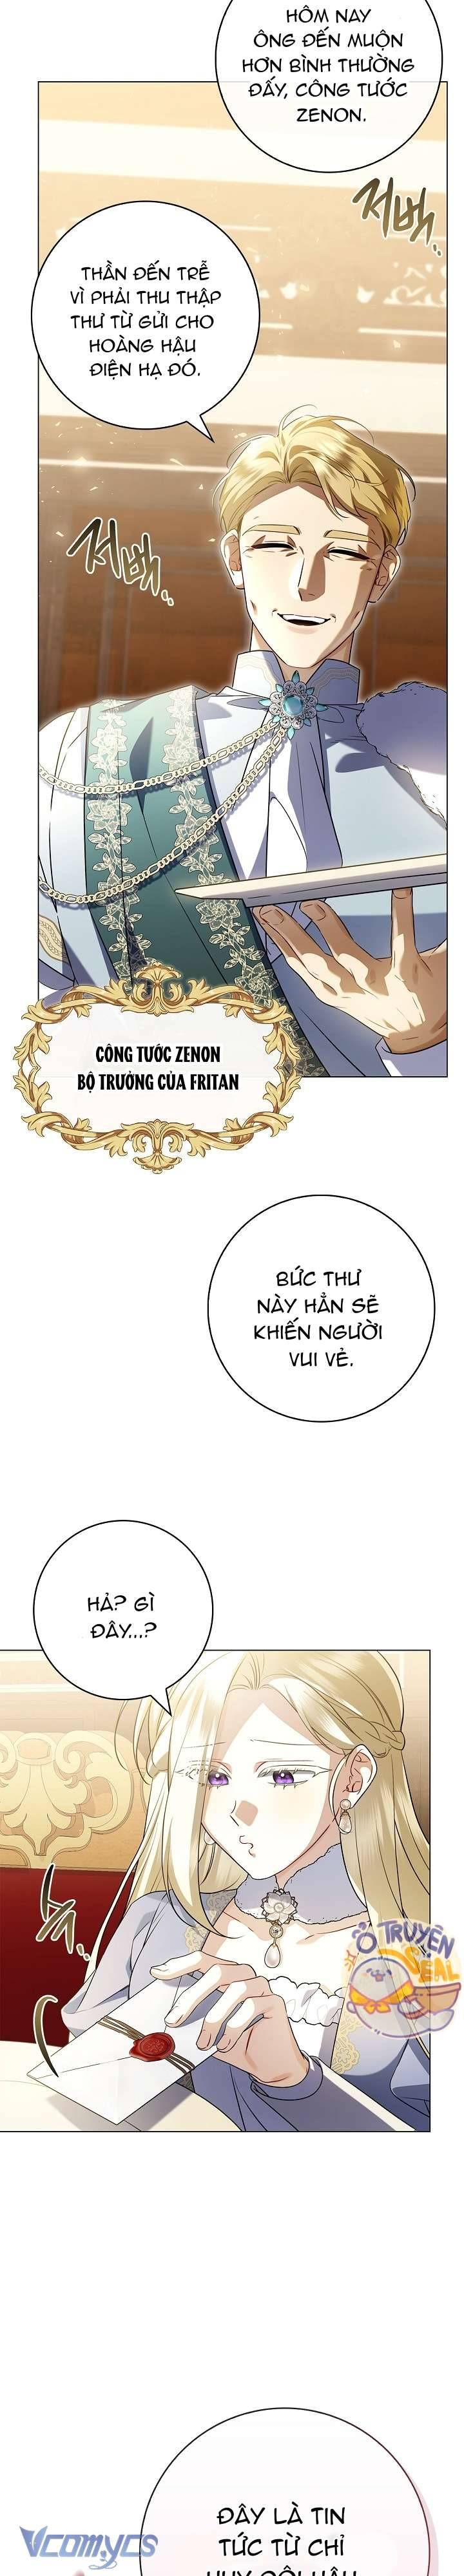 HÔM NAY
ÔNG ĐẾN MUỘN
HƠN BÌNH THƯỜNG
ĐẤY, CÔNG TƯỚC
ZENON.
저벅..
THẦN ĐẾN TRỄ
VÌ PHẢI THU THẬP
THƯ TỪ GỬI CHO
HOÀNG HẬU
ĐIỆN HẠ ĐÓ.
저벅..
CÔNG TƯỚC ZENON
BỘ TRƯỞNG CỦA FRITAN
BỨC THƯ
NÀY HẲN SẼ
KHIẾN NGƯỜI
VUI VẺ.
HẢ? GÌ
ĐÂY...?
Ổ TRUYỆN
SEAL
ĐÂY LÀ TIN
TỨC TỪ CHỈ
HUY ĐỘI HẬU
Vcomycs